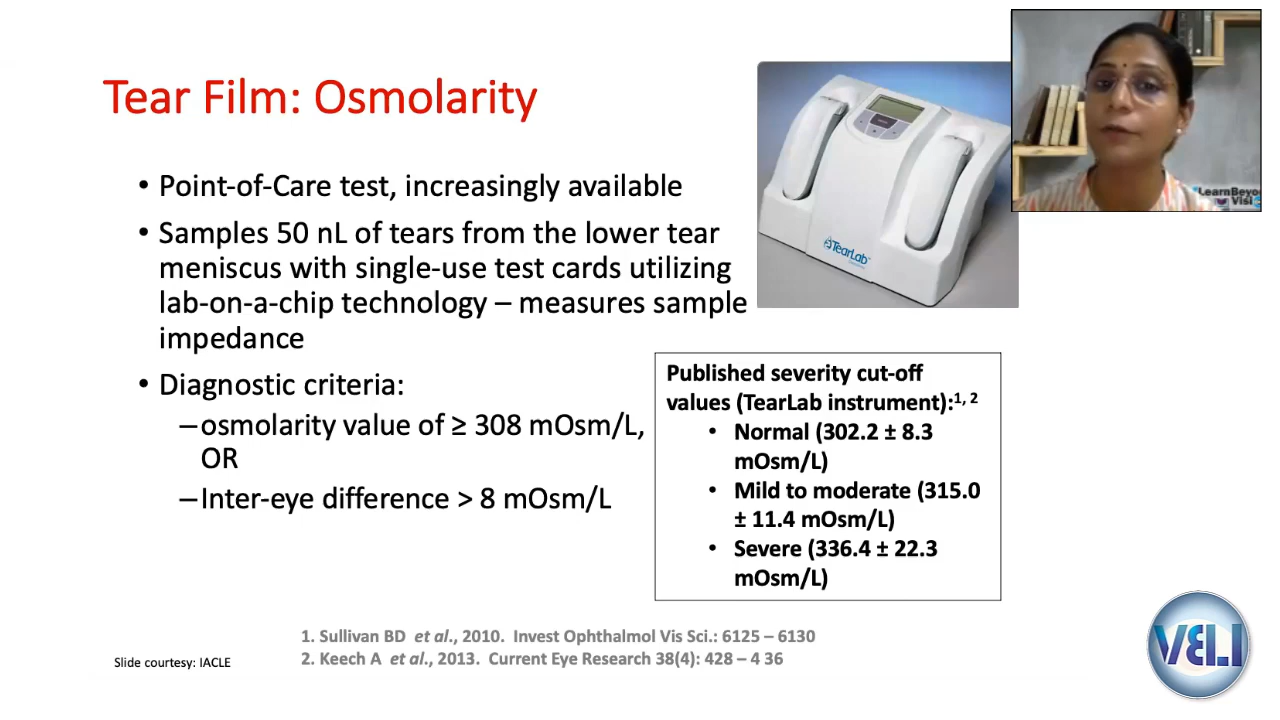 Tear Film: Osmolarity
• Point-of-Care test, increasingly available
• Samples 50 nL of tears from the lower tear
meniscus with single-use test cards utilizing
lab-on-a-chip technology – measures sample
impedance
• Diagnostic criteria:
–osmolarity value of ≥ 308 mOsm/L,
OR
–Inter-eye difference > 8 mOsm/L
TearLab™
LearnBeyo
Visi
Published severity cut-off
values (TearLab instrument):1, 2
• Normal (302.2 ± 8.3
mOsm/L)
• Mild to moderate (315.0
± 11.4 mOsm/L)
• Severe (336.4 ± 22.3
mOsm/L)
1. Sullivan BD et al., 2010. Invest Ophthalmol Vis Sci.: 6125 – 6130
2. Keech A et al., 2013. Current Eye Research 38(4): 428 – 4 36
Slide courtesy: IACLE
VELI